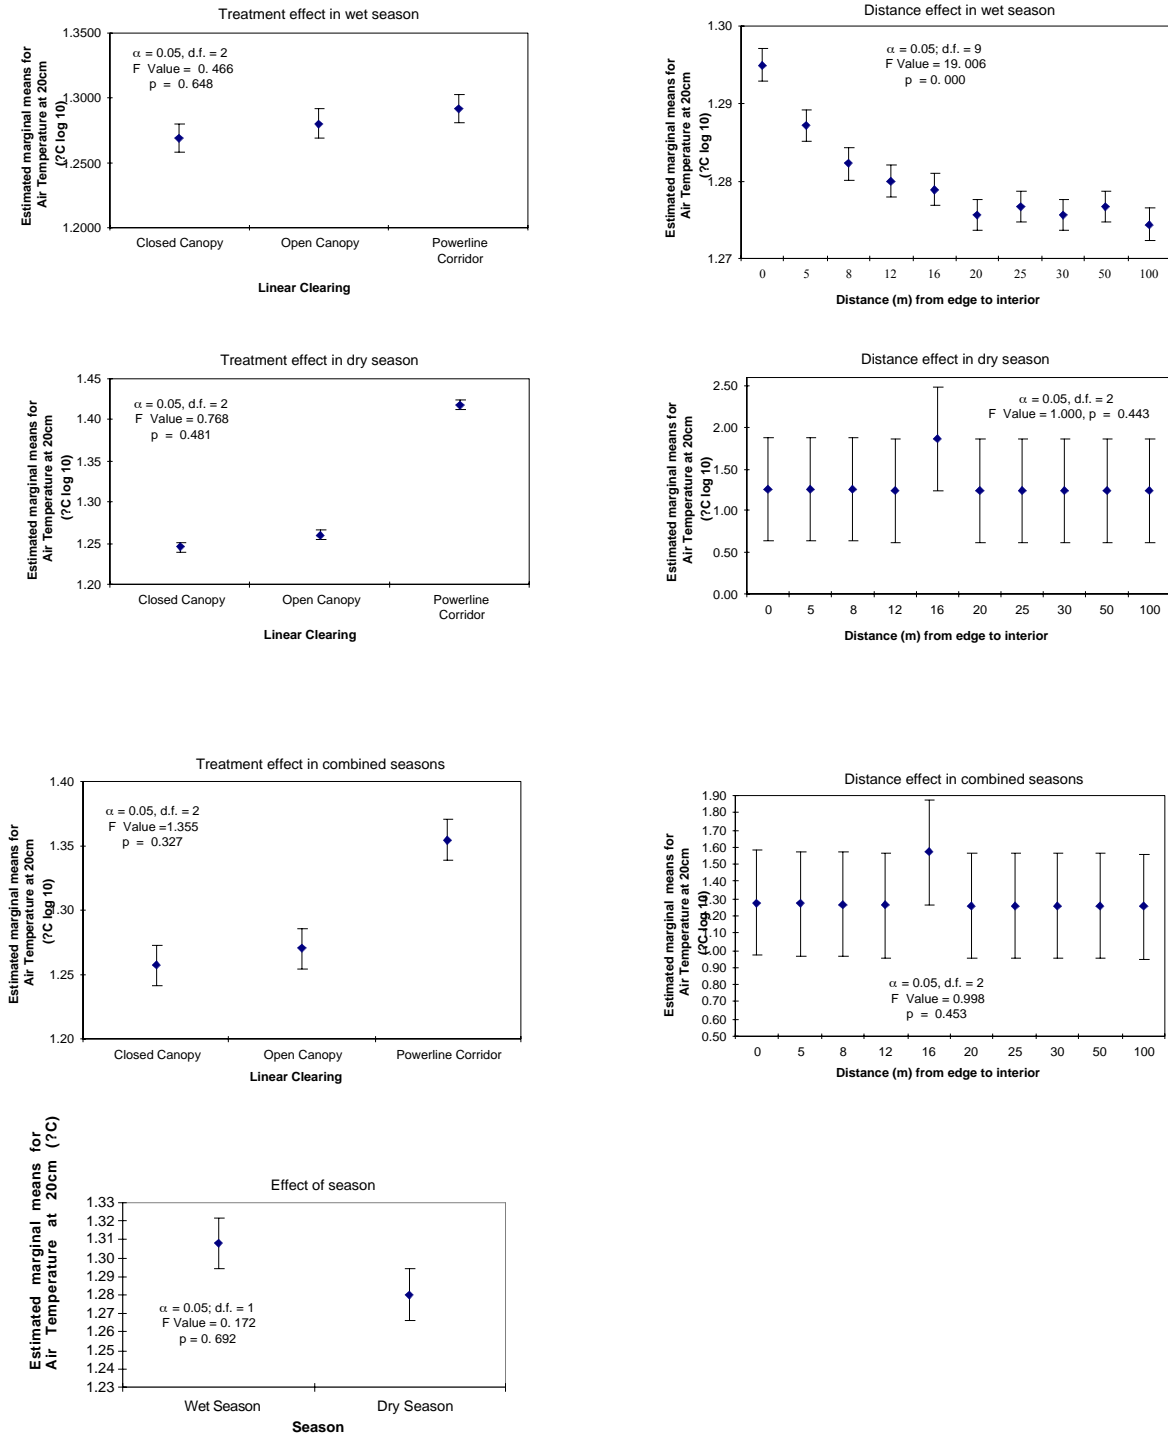 Treatment effect in wet season
1.3500
1.3000
1.2500
1.2000
α = 0.05, d.f. = 2
F Value = 0. 466
p = 0. 648
Estimated marginal means for
Air Temperature at 20cm
(?C log 10)
Closed Canopy Open Canopy Powerline
Corridor
Linear Clearing
Distance effect in wet season
1.30
1.29
1.28
1.27
α = 0.05; d.f. = 9
F Value = 19. 006
p = 0. 000
Estimated marginal means for
Air Temperature at 20cm
(?C log 10)
0 5 8 12 16 20 25 30 50 100
Distance (m) from edge to interior
Treatment effect in dry season
1.45
1.40
1.35
1.30
1.25
1.20
α = 0.05, d.f. = 2
F Value = 0.768
p = 0.481
Estimated marginal means for
Air Temperature at 20cm
(?C log 10)
Closed Canopy Open Canopy Powerline
Corridor
Linear Clearing
Distance effect in dry season
2.50
2.00
1.50
1.00
0.50
0.00
α = 0.05, d.f. = 2
F Value = 1.000, p = 0.443
Estimated marginal means for
Air Temperature at 20cm
(?C log 10)
0 5 8 12 16 20 25 30 50 100
Distance (m) from edge to interior
Treatment effect in combined seasons
1.40
1.35
1.30
1.25
1.20
α = 0.05, d.f. = 2
F Value =1.355
p = 0.327
Estimated marginal means for
Air Temperature at 20cm
(?C log 10)
Closed Canopy Open Canopy Powerline Corridor
Linear Clearing
Distance effect in combined seasons
1.90
1.80
1.70
1.60
1.50
1.40
1.30
1.20
1.10
1.00
0.90
0.80
0.70
0.60
0.50
α = 0.05, d.f. = 2
F Value = 0.998
p = 0.453
Estimated marginal means for
Air Temperature at 20cm
(?C log 10)
0 5 8 12 16 20 25 30 50 100
Distance (m) from edge to interior
Effect of season
1.33
1.32
1.31
1.30
1.29
1.28
1.27
1.26
1.25
1.24
1.23
α = 0.05; d.f. = 1
F Value = 0. 172
p = 0. 692
Estimated marginal means for
Air Temperature at 20cm (?C)
Wet Season Dry Season
Season